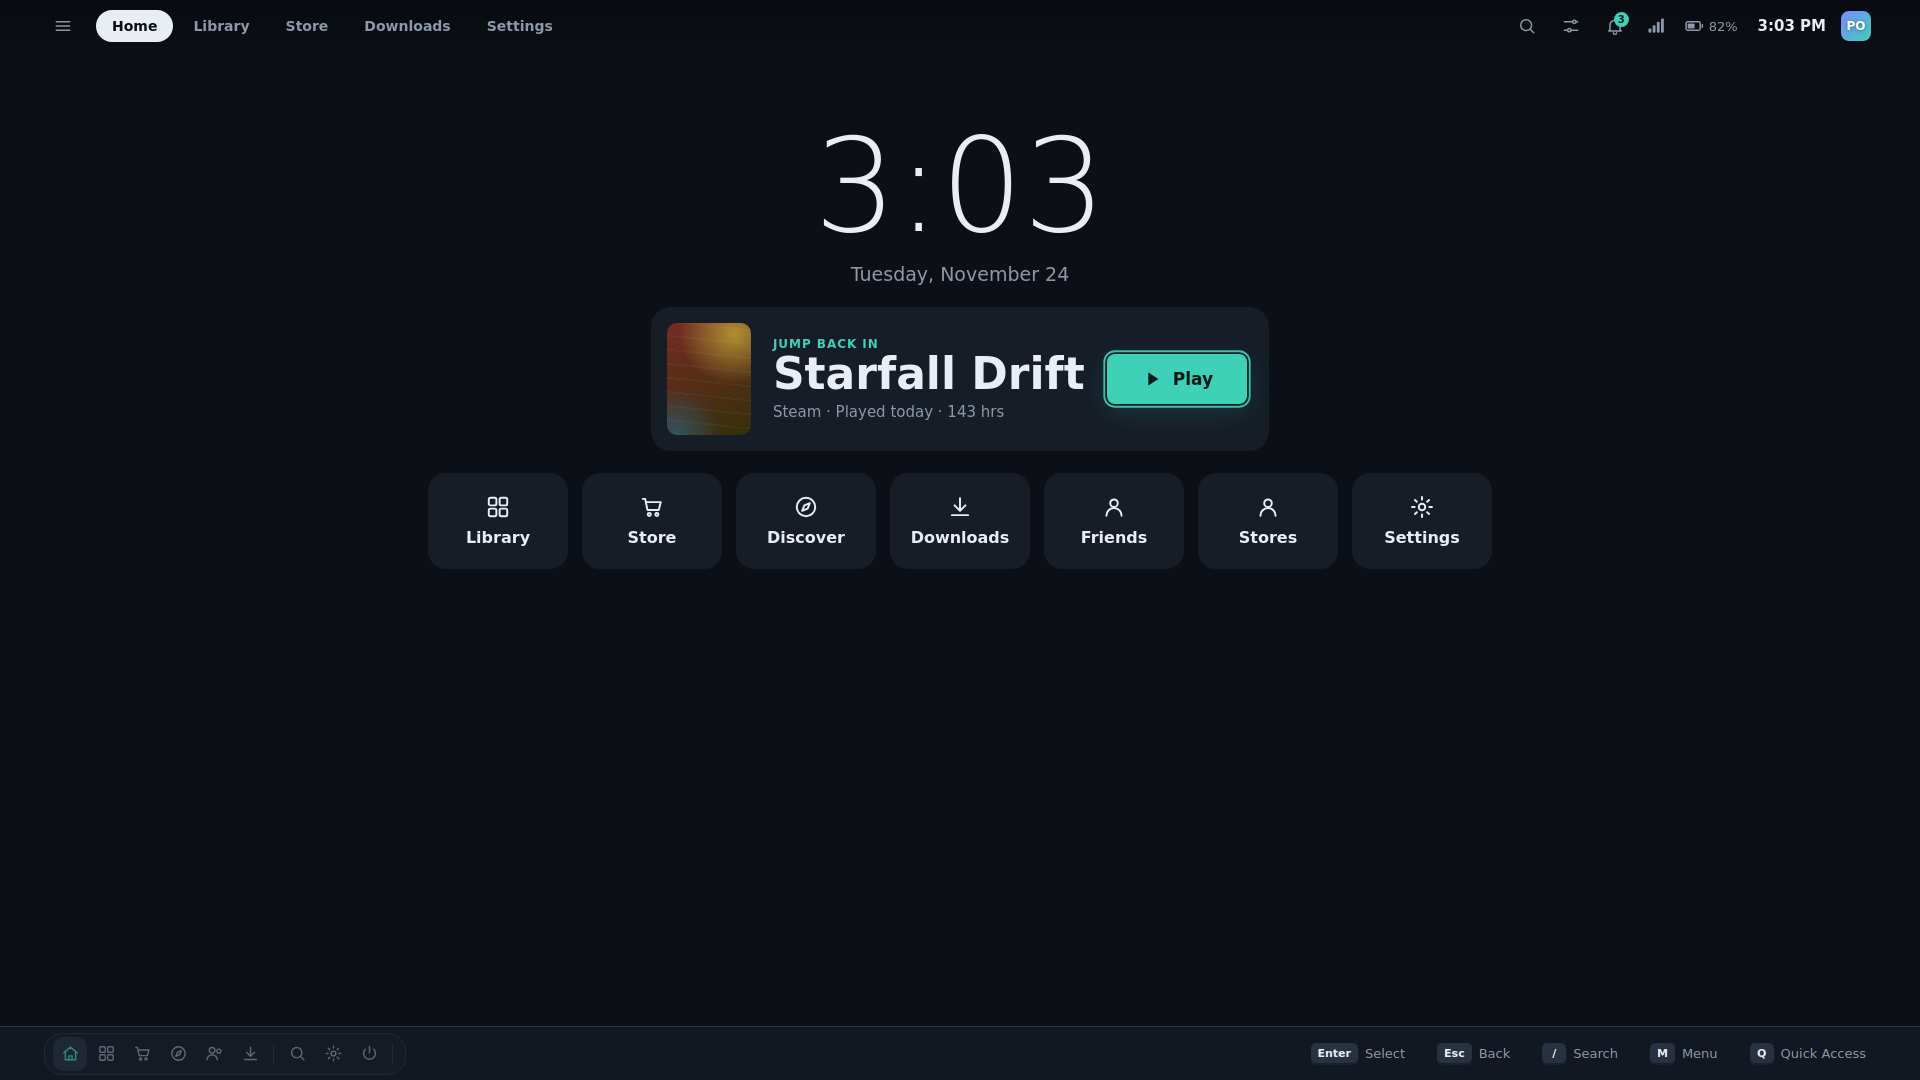 Home Library Store Downloads Settings 3 82% 3:03 PM PO
3:03
Tuesday, November 24
JUMP BACK IN
Starfall Drift
Steam · Played today · 143 hrs
Play
Library Store Discover Downloads Friends Stores Settings
Enter Select Esc Back / Search M Menu Q Quick Access